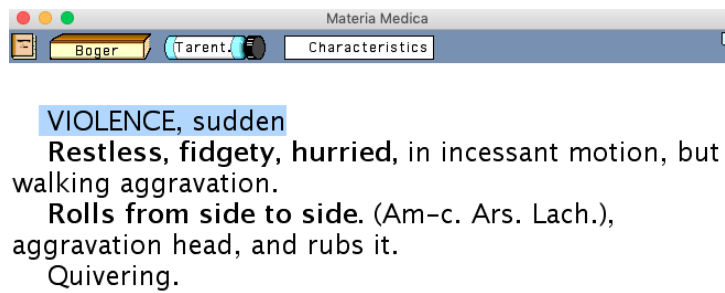 Materia Medica
Boger Tarent. Characteristics
VIOLENCE, sudden
Restless, fidgety, hurried, in incessant motion, but
walking aggravation.
Rolls from side to side. (Am-c. Ars. Lach.),
aggravation head, and rubs it.
Quivering.